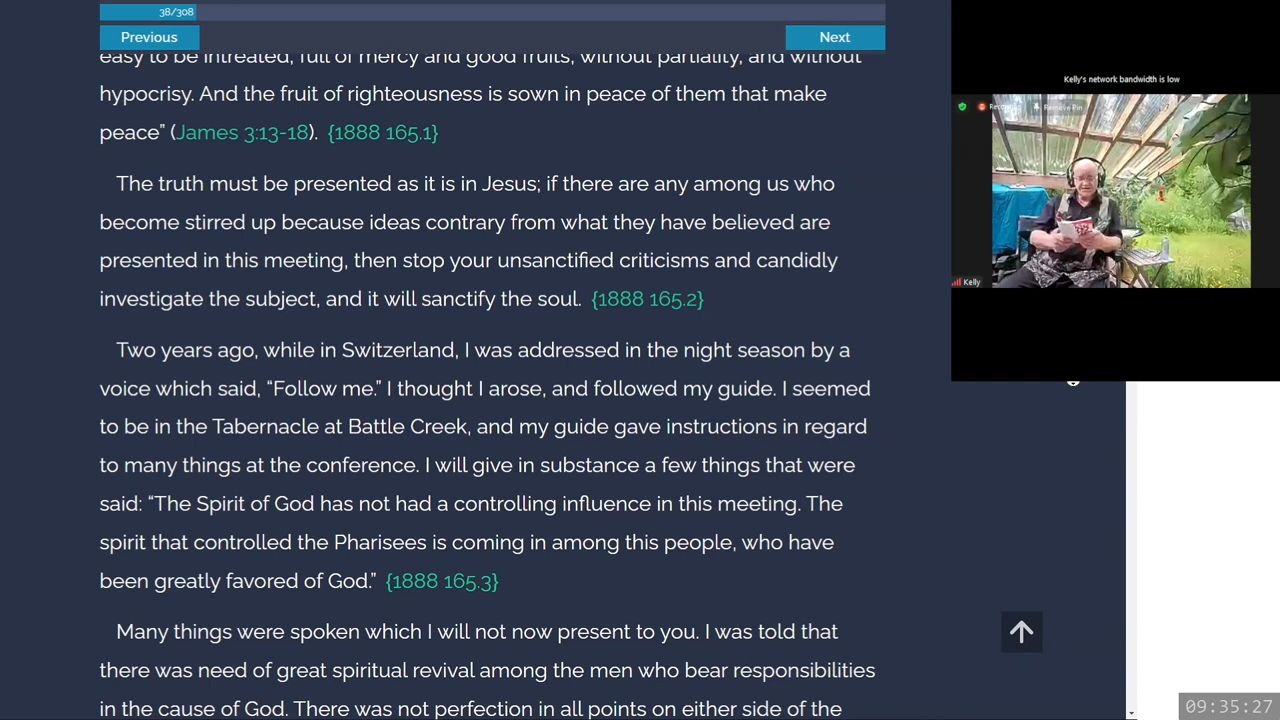 38/308
Previous
Next
easy to be intreated, full of mercy and good fruits, without partiality, and without
hypocrisy. And the fruit of righteousness is sown in peace of them that make
peace” (James 3:13-18). {1888 165.1}
The truth must be presented as it is in Jesus; if there are any among us who
become stirred up because ideas contrary from what they have believed are
presented in this meeting, then stop your unsanctified criticisms and candidly
investigate the subject, and it will sanctify the soul. {1888 165.2}
Two years ago, while in Switzerland, I was addressed in the night season by a
voice which said, “Follow me.” I thought I arose, and followed my guide. I seemed
to be in the Tabernacle at Battle Creek, and my guide gave instructions in regard
to many things at the conference. I will give in substance a few things that were
said: “The Spirit of God has not had a controlling influence in this meeting. The
spirit that controlled the Pharisees is coming in among this people, who have
been greatly favored of God.” {1888 165.3}
Many things were spoken which I will not now present to you. I was told that
there was need of great spiritual revival among the men who bear responsibilities
in the cause of God. There was not perfection in all points on either side of the
Kelly's network bandwidth is low
Remove Pin
Kelly
09:35:27